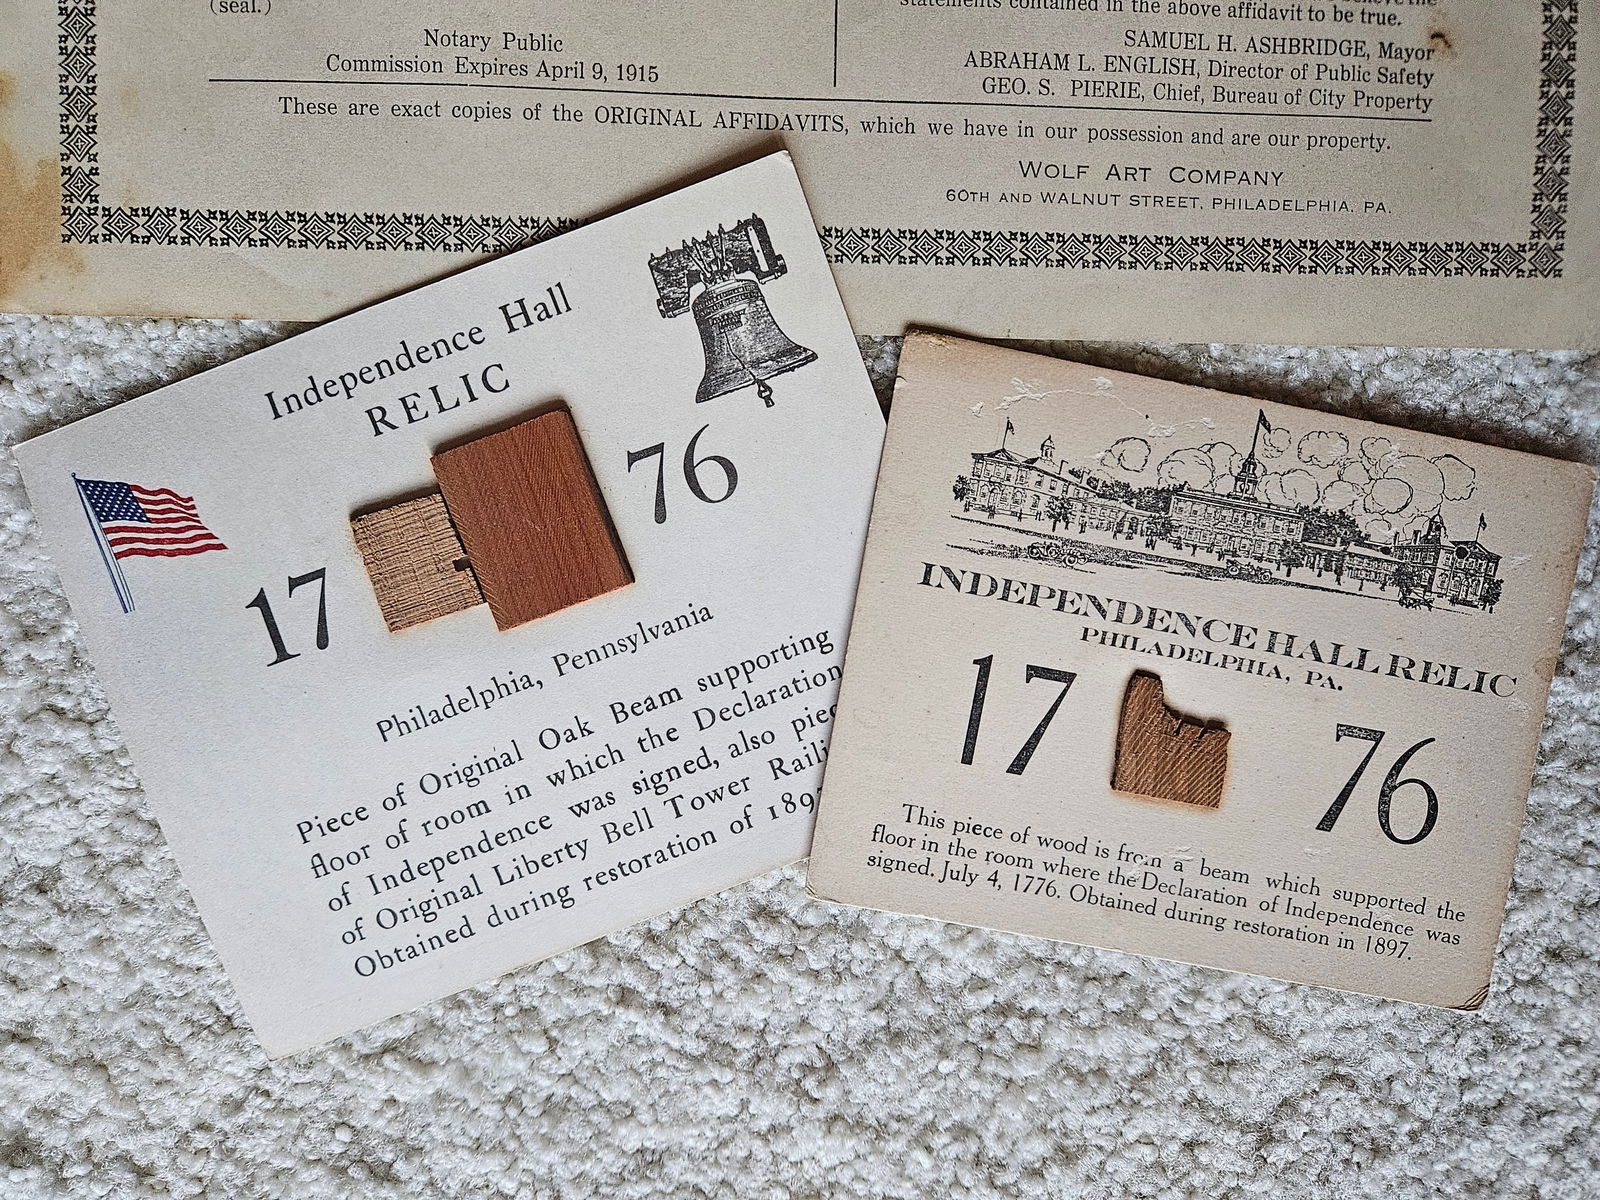 (seal.)
Notary Public
Commission Expires April 9, 1915
statements contained in the above affidavit to be true.
SAMUEL H. ASHBRIDGE, Mayor
ABRAHAM L. ENGLISH, Director of Public Safety
GEO. S. PIERIE, Chief, Bureau of City Property
These are exact copies of the ORIGINAL AFFIDAVITS, which we have in our possession and are our property.
WOLF ART COMPANY
60TH AND WALNUT STREET, PHILADELPHIA, PA.
Independence Hall
RELIC
17 76
Philadelphia, Pennsylvania
Piece of Original Oak Beam supporting
floor of room in which the Declaration
of Independence was signed, also piec
of Original Liberty Bell Tower Raili
Obtained during restoration of 1897
INDEPENDENCE HALL RELIC
PHILADELPHIA, PA.
17 76
This piece of wood is from a beam which supported the
floor in the room where the Declaration of Independence was
signed. July 4, 1776. Obtained during restoration in 1897.